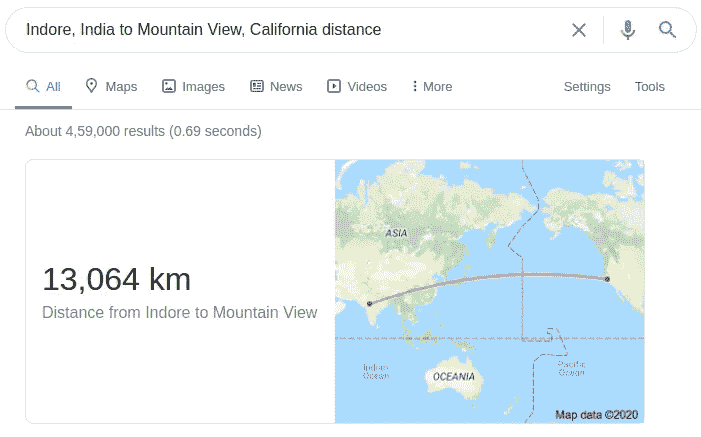 Indore, India to Mountain View, California distance
All Maps Images News Videos More Settings Tools
About 4,59,000 results (0.69 seconds)
13,064 km
Distance from Indore to Mountain View
ASIA
Indian
Ocean
OCEANIA
Pacific
Ocean
Map data ©2020